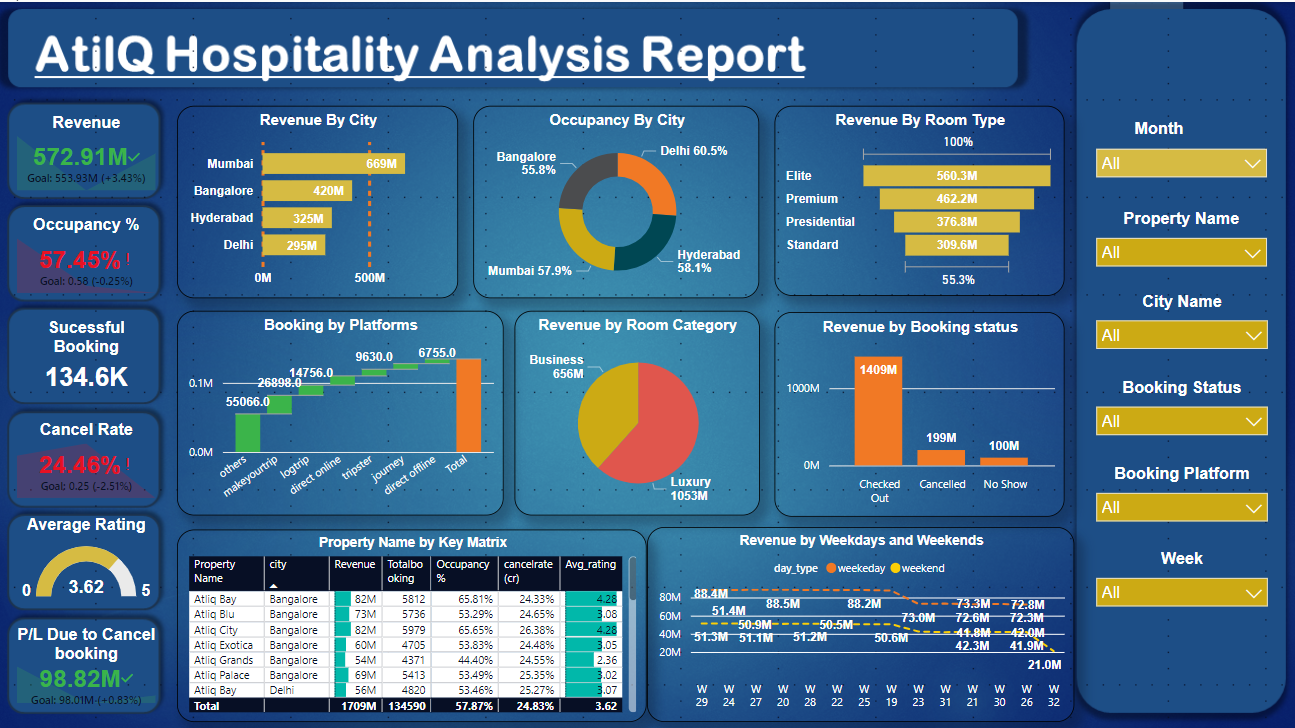 AtilQ Hospitality Analysis Report
Revenue
572.91M
Goal: 553.93M (+3.43%)
Occupancy %
57.45% !
Goal: 0.58 (-0.25%)
Sucessful
Booking
134.6K
Cancel Rate
24.46% !
Goal: 0.25 (-2.51%)
Average Rating
0 3.62 5
P/L Due to Cancel
booking
98.82M
Goal: 98.01M (+0.83%)
Revenue By City
Mumbai 669M
Bangalore 420M
Hyderabad 325M
Delhi 295M
0M 500M
Occupancy By City
Delhi 60.5%
Bangalore
55.8%
Hyderabad
58.1%
Mumbai 57.9%
Revenue By Room Type
100%
Elite 560.3M
Premium 462.2M
Presidential 376.8M
Standard 309.6M
55.3%
Booking by Platforms
0.1M
0.0M
55066.0
26898.0
14756.0
9630.0
6755.0
others
makeyourtrip
logtrip
direct online
tripster
journey
direct offline
Total
Revenue by Room Category
Business
656M
Luxury
1053M
Revenue by Booking status
1000M
0M
1409M
199M
100M
Checked
Out
Cancelled
No Show
Property Name by Key Matrix
Property Name city Revenue Totalbooking Occupancy % cancelrate (cr) Avg_rating
Atliq Bay Bangalore 82M 5812 65.81% 24.33% 4.28
Atliq Blu Bangalore 73M 5736 53.29% 24.65% 3.08
Atliq City Bangalore 82M 5979 65.65% 26.38% 4.28
Atliq Exotica Bangalore 60M 4705 53.83% 24.48% 3.05
Atliq Grands Bangalore 54M 4371 44.40% 24.55% 2.36
Atliq Palace Bangalore 69M 5413 53.49% 25.35% 3.02
Atliq Bay Delhi 56M 4820 53.46% 25.27% 3.07
Total 1709M 134590 57.87% 24.83% 3.62
Revenue by Weekdays and Weekends
day_type weekeday weekend
80M
60M
40M
20M
88.4M
88.5M
88.2M
73.0M
73.3M
72.6M
72.8M
72.3M
51.3M
51.4M
50.9M
51.1M
51.2M
50.5M
50.6M
41.8M
42.3M
42.0M
41.9M
21.0M
W W W W W W W W W W W W W W
29 24 27 20 28 22 25 19 23 31 21 30 26 32
Month
All
Property Name
All
City Name
All
Booking Status
All
Booking Platform
All
Week
All